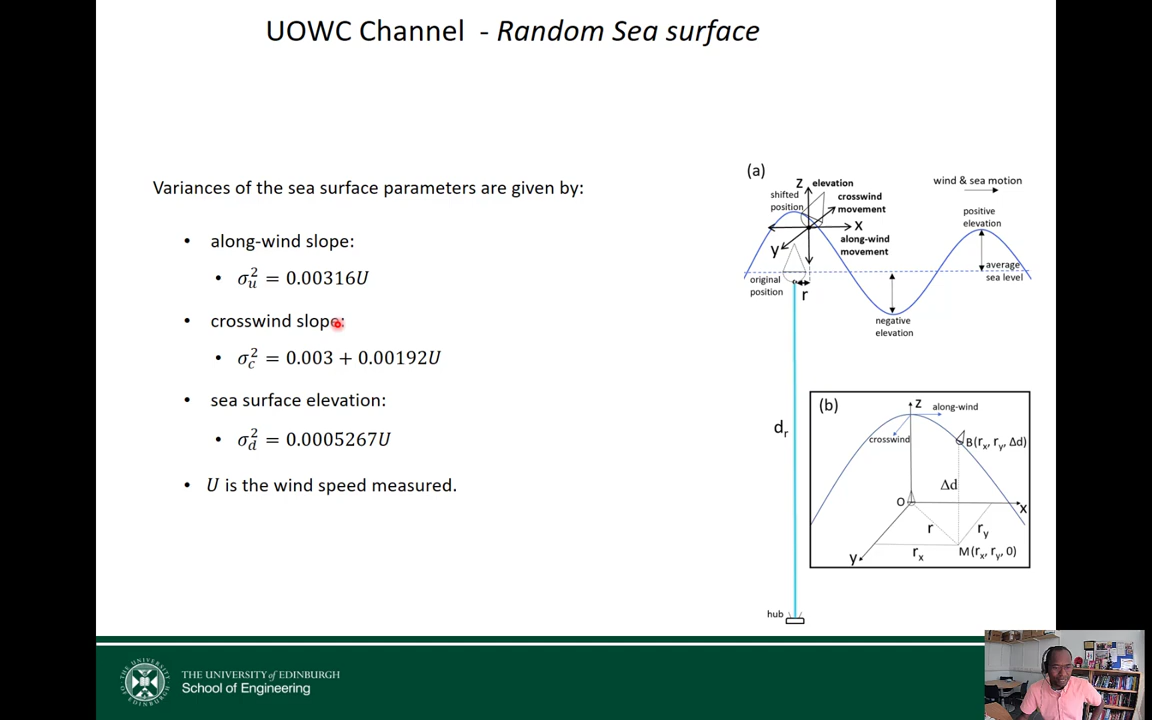 UOWC Channel - Random Sea surface
Variances of the sea surface parameters are given by:
• along-wind slope:
• σ_u^2 = 0.00316U
• crosswind slope:
• σ_c^2 = 0.003 + 0.00192U
• sea surface elevation:
• σ_d^2 = 0.0005267U
• U is the wind speed measured.
(a)
Z
elevation
shifted
position
crosswind
movement
X
along-wind
movement
y
wind & sea motion
positive
elevation
average
sea level
original
position
r
negative
elevation
d_r
hub
(b)
Z
along-wind
crosswind
B(r_x, r_y, Δd)
Δd
O
x
r
r_y
r_x
M(r_x, r_y, 0)
y
THE UNIVERSITY of EDINBURGH
School of Engineering